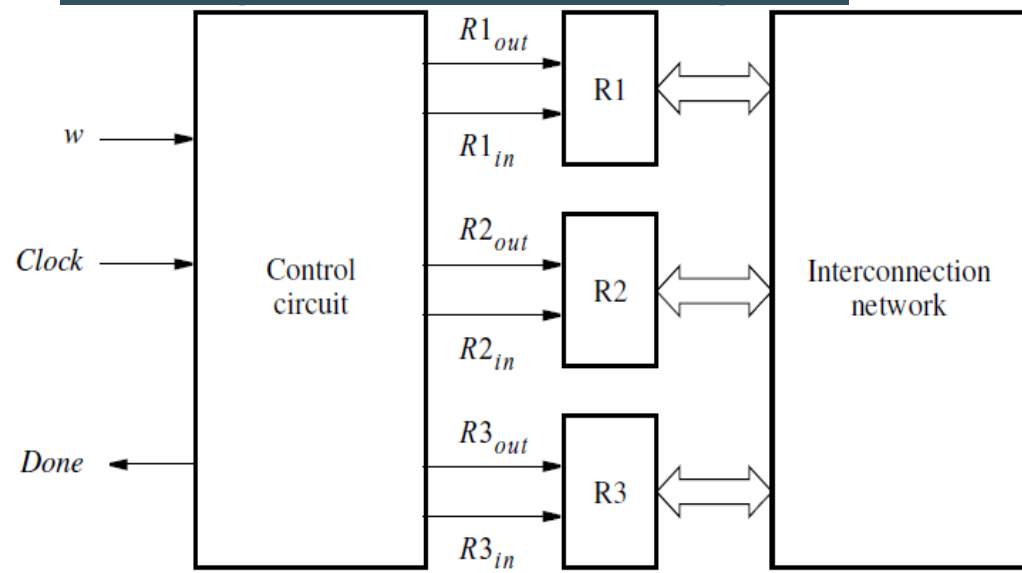 R1out
R1
R1in
w
R2out
Clock
Control
circuit
R2
Interconnection
network
R2in
R3out
Done
R3
R3in